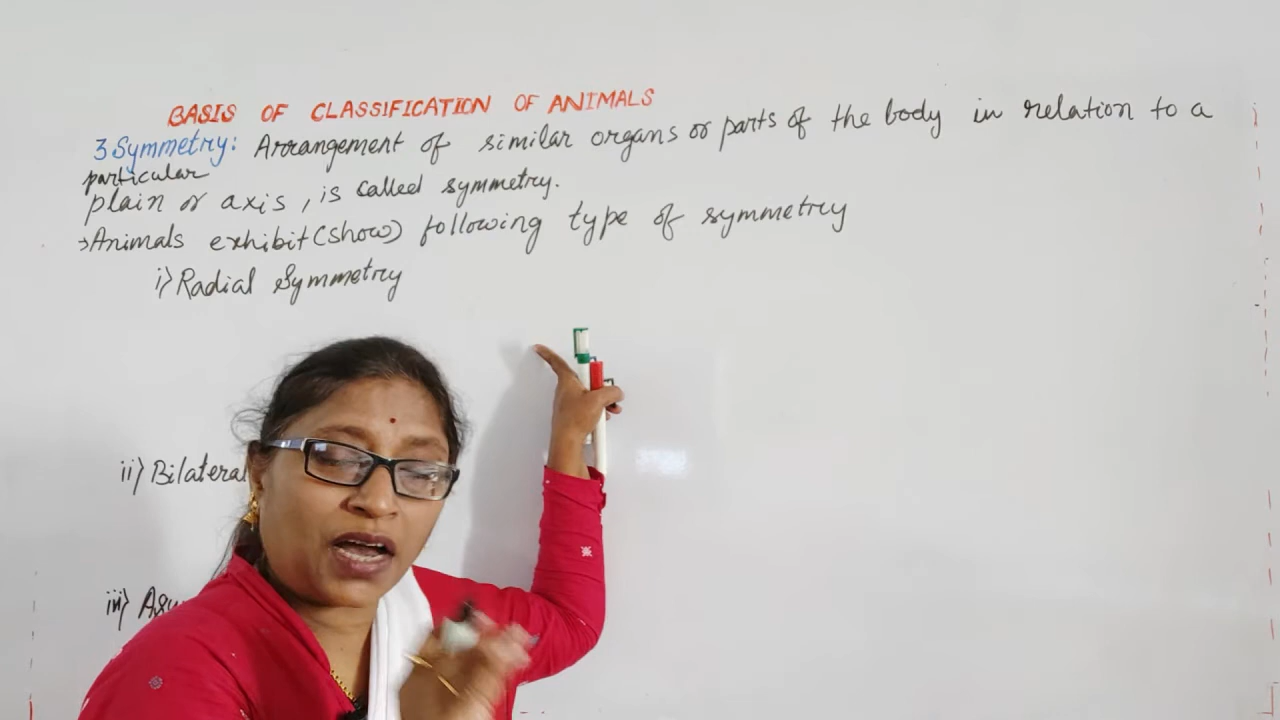 BASIS OF CLASSIFICATION OF ANIMALS
3 Symmetry: Arrangement of similar organs or parts of the body in relation to a
particular
plain or axis, is called symmetry.
→Animals exhibit (show) following type of symmetry
i) Radial Symmetry
ii) Bilateral
iii)